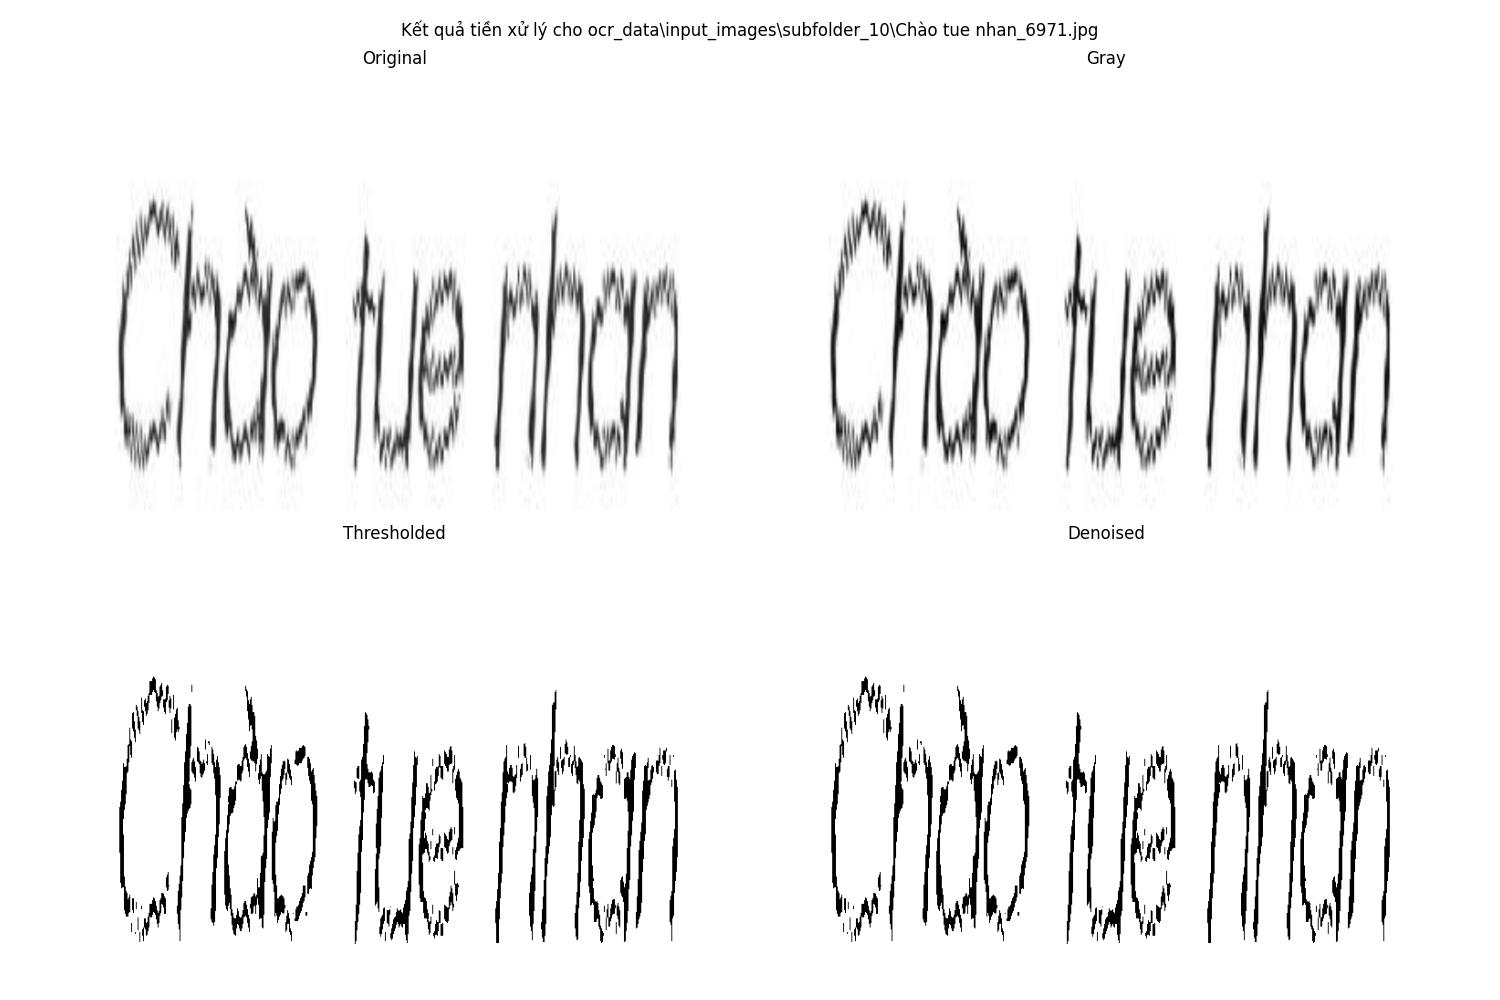 Kết quả tiền xử lý cho ocr_data\input_images\subfolder_10\Chào tue nhan_6971.jpg
Original
Gray
Chào tue nhan
Chào tue nhan
Thresholded
Denoised
Chào tue nhan
Chào tue nhan